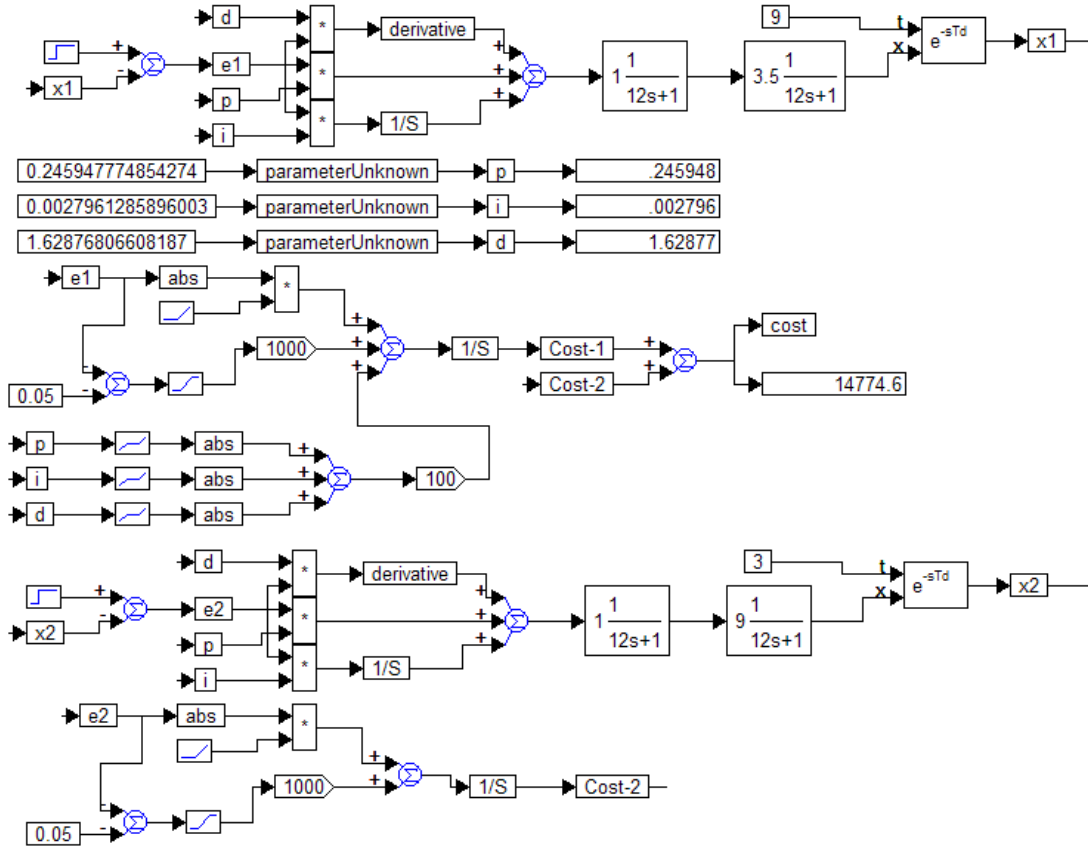 d * derivative 9 t e^-sTd x1
+ - Σ e1 * + + + Σ 1 1 12s+1 3.5 1 12s+1 x
x1 p
i * 1/S
0.245947774854274 parameterUnknown p .245948
0.0027961285896003 parameterUnknown i .002796
1.62876806608187 parameterUnknown d 1.62877
e1 abs * cost
1000 + + + Σ 1/S Cost-1 + + Σ
- - Σ Cost-2 14774.6
0.05
p abs +
i abs + Σ 100
d abs +
d * derivative 3 t e^-sTd x2
+ - Σ e2 * + + + Σ 1 1 12s+1 9 1 12s+1 x
x2 p
i * 1/S
e2 abs *
1000 + + Σ 1/S Cost-2
- - Σ
0.05